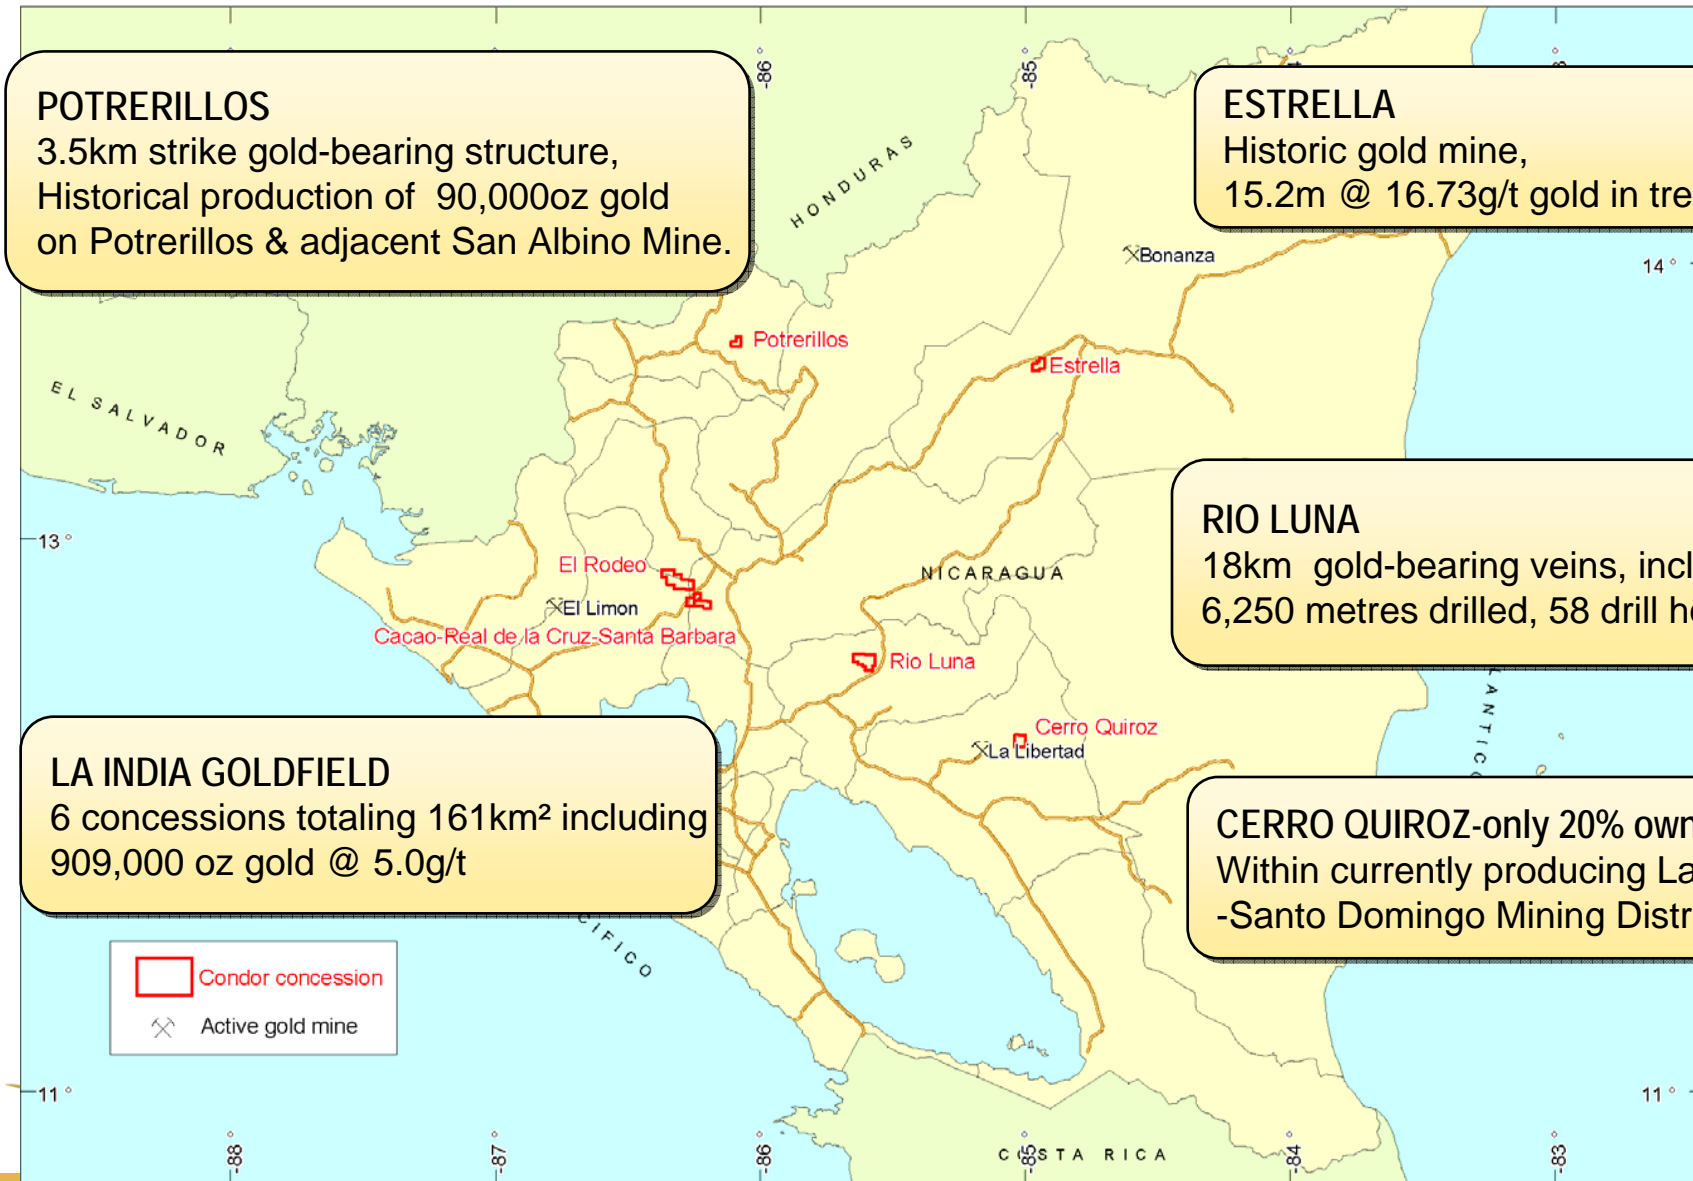 -86
-85
POTRERILLOS
3.5km strike gold-bearing structure,
Historical production of 90,000oz gold
on Potrerillos & adjacent San Albino Mine.
ESTRELLA
Historic gold mine,
15.2m @ 16.73g/t gold in tre
HONDURAS
Bonanza
14°
Potrerillos
Estrella
EL SALVADOR
13°
RIO LUNA
18km gold-bearing veins, incl
6,250 metres drilled, 58 drill h
El Rodeo
NICARAGUA
El Limon
Cacao-Real de la Cruz-Santa Barbara
Rio Luna
LANTICO
Cerro Quiroz
La Libertad
LA INDIA GOLDFIELD
6 concessions totaling 161km² including
909,000 oz gold @ 5.0g/t
CERRO QUIROZ-only 20% own
Within currently producing La
-Santo Domingo Mining Distr
CIFICO
Condor concession
Active gold mine
11°
11°
COSTA RICA
-88
-87
-86
-85
-84
-83